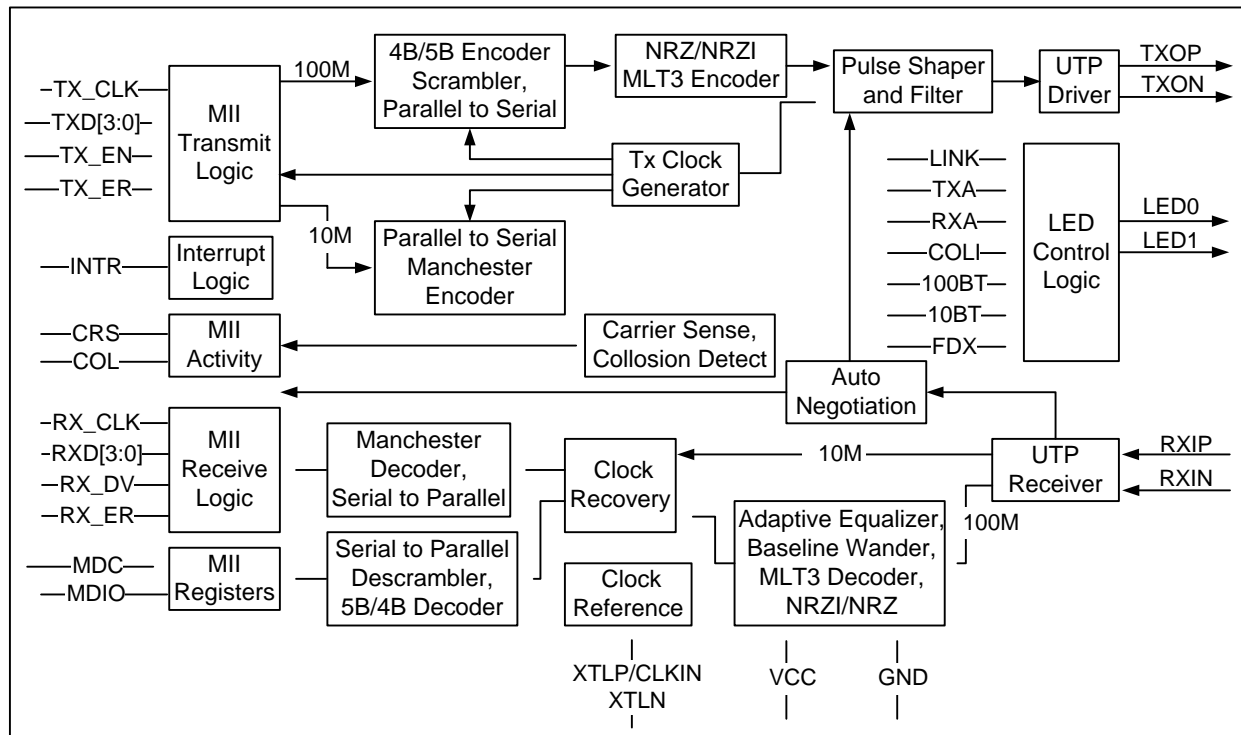 TX_CLK
TXD[3:0]
TX_EN
TX_ER
MII
Transmit
Logic
100M
10M
4B/5B Encoder
Scrambler,
Parallel to Serial
NRZ/NRZI
MLT3 Encoder
Pulse Shaper
and Filter
UTP
Driver
TXOP
TXON
Tx Clock
Generator
Parallel to Serial
Manchester
Encoder
INTR
Interrupt
Logic
LINK
TXA
RXA
COLI
100BT
10BT
FDX
LED
Control
Logic
LED0
LED1
CRS
COL
MII
Activity
Carrier Sense,
Collosion Detect
Auto
Negotiation
RX_CLK
RXD[3:0]
RX_DV
RX_ER
MII
Receive
Logic
Manchester
Decoder,
Serial to Parallel
Clock
Recovery
10M
UTP
Receiver
RXIP
RXIN
100M
Adaptive Equalizer,
Baseline Wander,
MLT3 Decoder,
NRZI/NRZ
MDC
MDIO
MII
Registers
Serial to Parallel
Descrambler,
5B/4B Decoder
Clock
Reference
XTLP/CLKIN
XTLN
VCC
GND